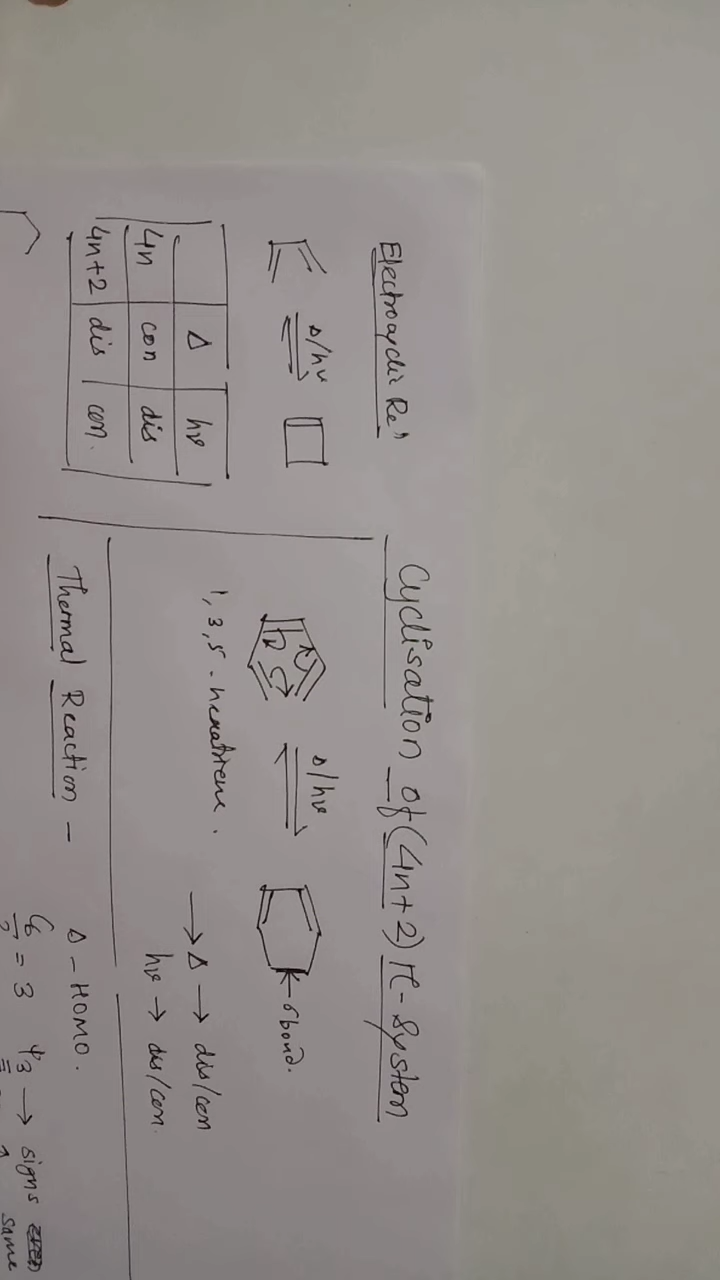 Electrocyclic Rexn
Δ/hν
Δ hν
4n con dis
4n+2 dis con.
Cyclisation of (4n+2) π-System
Δ/hν
σ bond.
1, 3, 5 - hexatriene.
→ Δ → dis/con
hν → dis/con.
Thermal Reaction -
Δ - HOMO.
6/2 = 3 ψ3 → signs
same